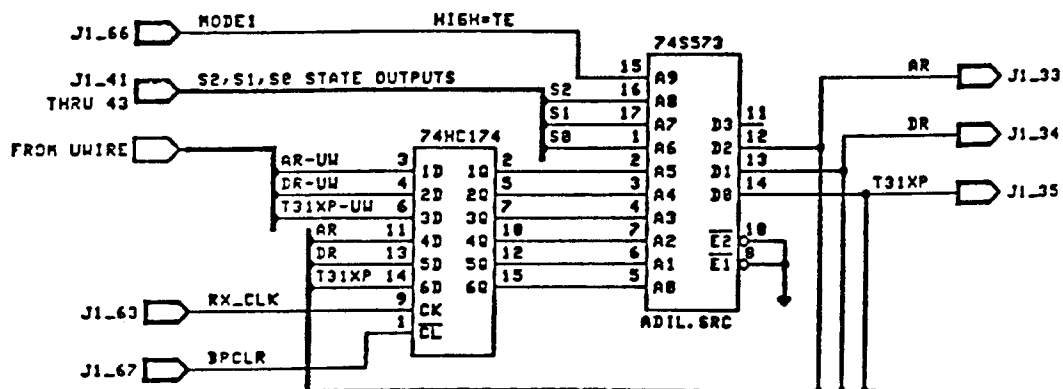 J1_66 MODE1 HIGH=TE
74S573
J1_41
THRU 43
S2,S1,S0 STATE OUTPUTS
FROM UWIRE
74HC174
AR-UW 3 1D 1Q 2
DR-UW 4 2D 2Q 5
T31XP-UW 6 3D 3Q 7
AR 11 4D 4Q 10
DR 13 5D 5Q 12
T31XP 14 6D 6Q 15
J1_63 RX_CLK 9 CK
J1_67 BPCLR 1 CL
15 A9
S2 16 A8
S1 17 A7 D3 11
S0 1 A6 D2 12
2 A5 D1 13
3 A4 D0 14
4 A3
7 A2 E2 10
6 A1 E1 8
5 A0
ADIL.SRC
AR J1_33
DR J1_34
T31XP J1_35